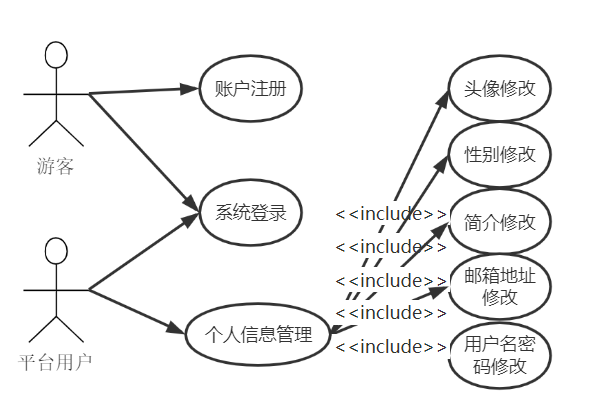 账户注册
头像修改
游客
性别修改
系统登录
<<include>>
简介修改
<<include>>
<<include>>
邮箱地址
修改
<<include>>
个人信息管理
<<include>>
用户名密
码修改
平台用户